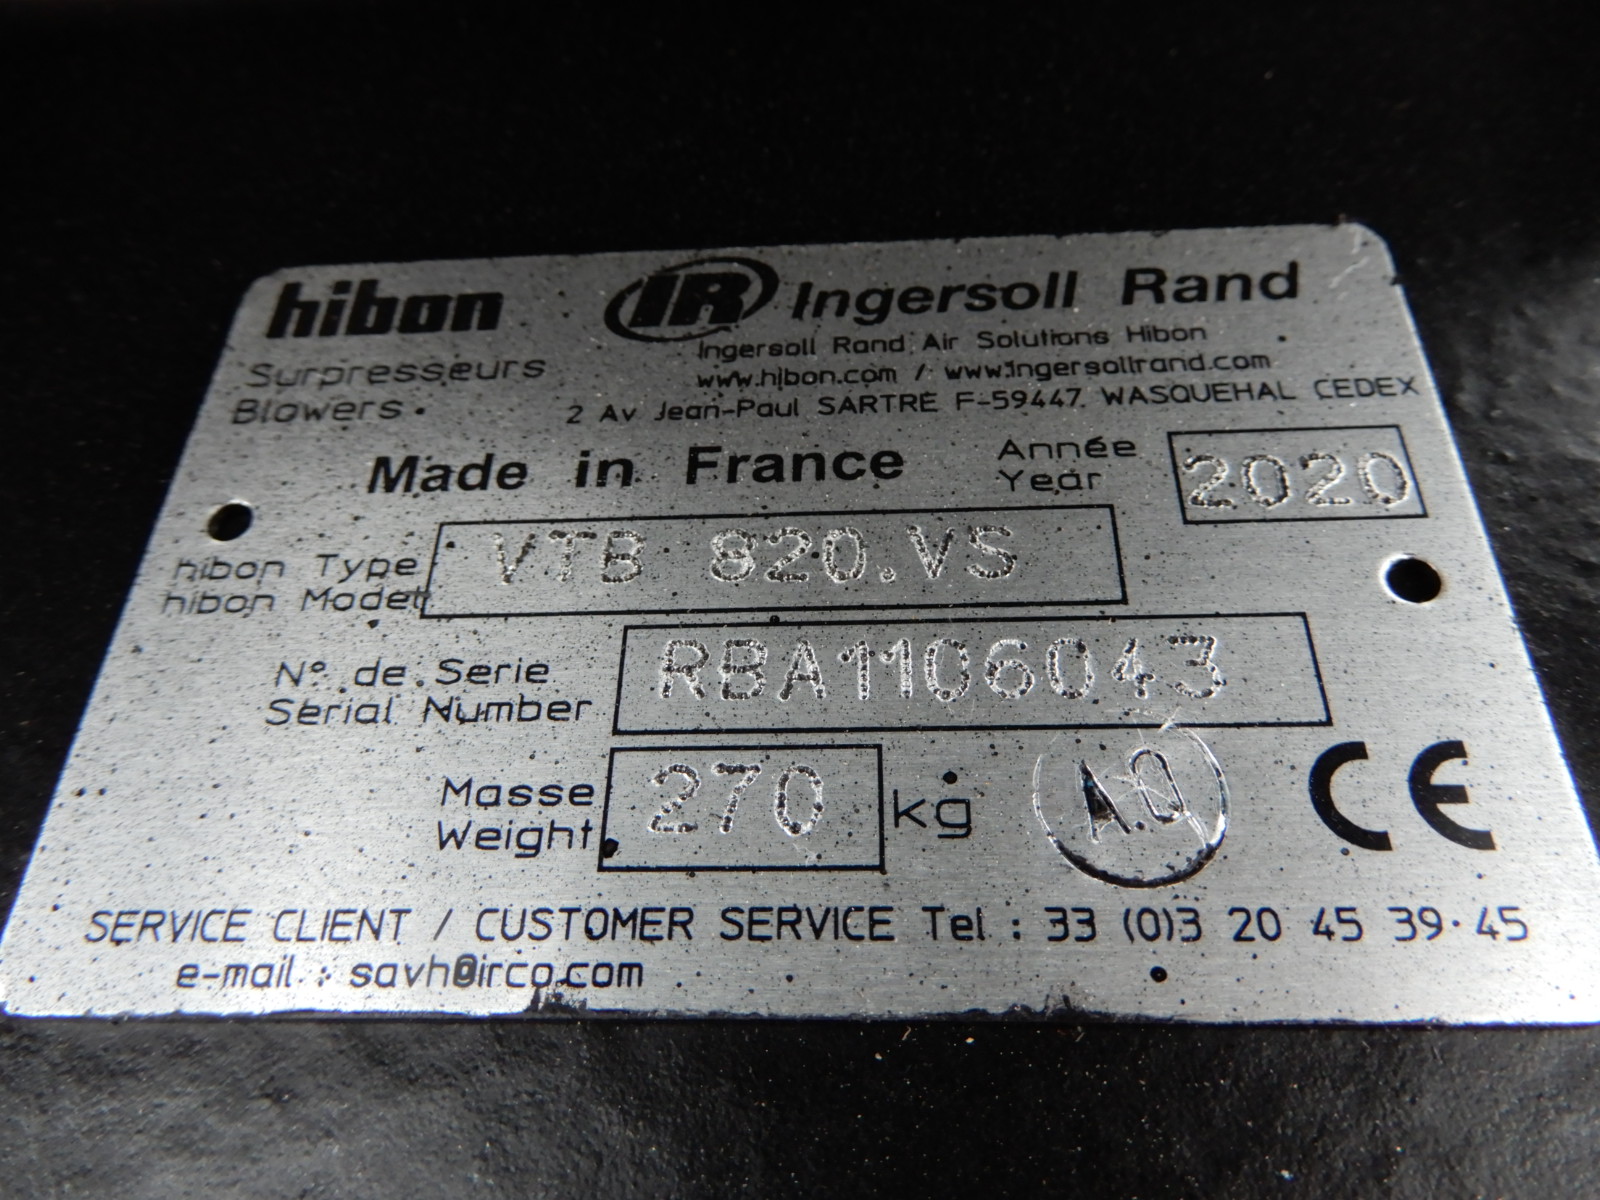 hibon IR Ingersoll Rand
Ingersoll Rand Air Solutions Hibon
Surpresseurs
Blowers
www.hibon.com / www.ingersollrand.com
2 Av Jean-Paul SARTRE F-59447 WASQUEHAL CEDEX
Made in France
Année
Year
2020
hibon Type
hibon Model
VTB 820.VS
N° de Serie
Serial Number
RBA1106043
Masse
Weight
270 kg
A.Q
CE
SERVICE CLIENT / CUSTOMER SERVICE Tel : 33 (0)3 20 45 39 45
e-mail : savh@irco.com